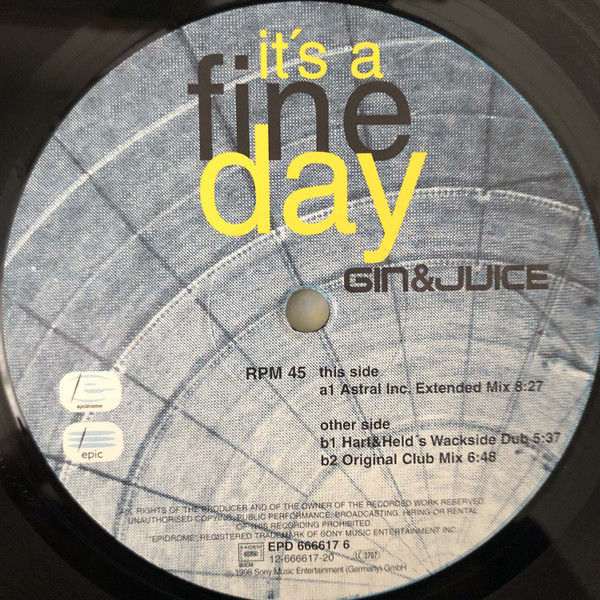 it´s a
fine
day
GIN&JUICE
RPM 45 this side
a1 Astral Inc. Extended Mix 8:27
other side
b1 Hart&Held´s Wackside Dub 5:37
b2 Original Club Mix 6:48
epidrome
epic
RIGHTS OF THE PRODUCER AND OF THE OWNER OF THE RECORDED WORK RESERVED
UNAUTHORISED COPYING, PUBLIC PERFORMANCE, BROADCASTING, HIRING OR RENTAL
OF THIS RECORDING PROHIBITED
"EPIDROME", REGISTERED TRADEMARK OF SONY MUSIC ENTERTAINMENT INC.
EPD 666617 6
12-666617-20 LC 2707
1998 Sony Music Entertainment (Germany) GmbH